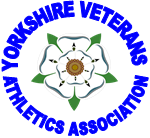 YORKSHIRE VETERANS
ATHLETICS ASSOCIATION